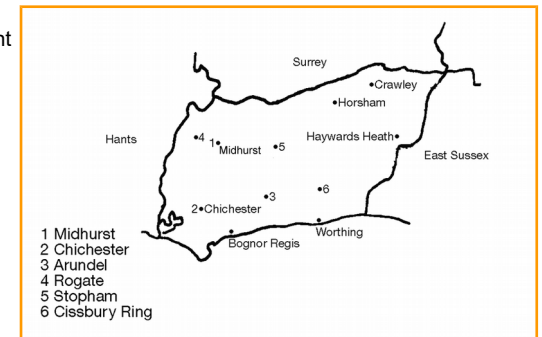 nt
Surrey
Crawley
Horsham
Hants
4
1
Midhurst
5
Haywards Heath
East Sussex
3
6
2 Chichester
Bognor Regis
Worthing
1 Midhurst
2 Chichester
3 Arundel
4 Rogate
5 Stopham
6 Cissbury Ring